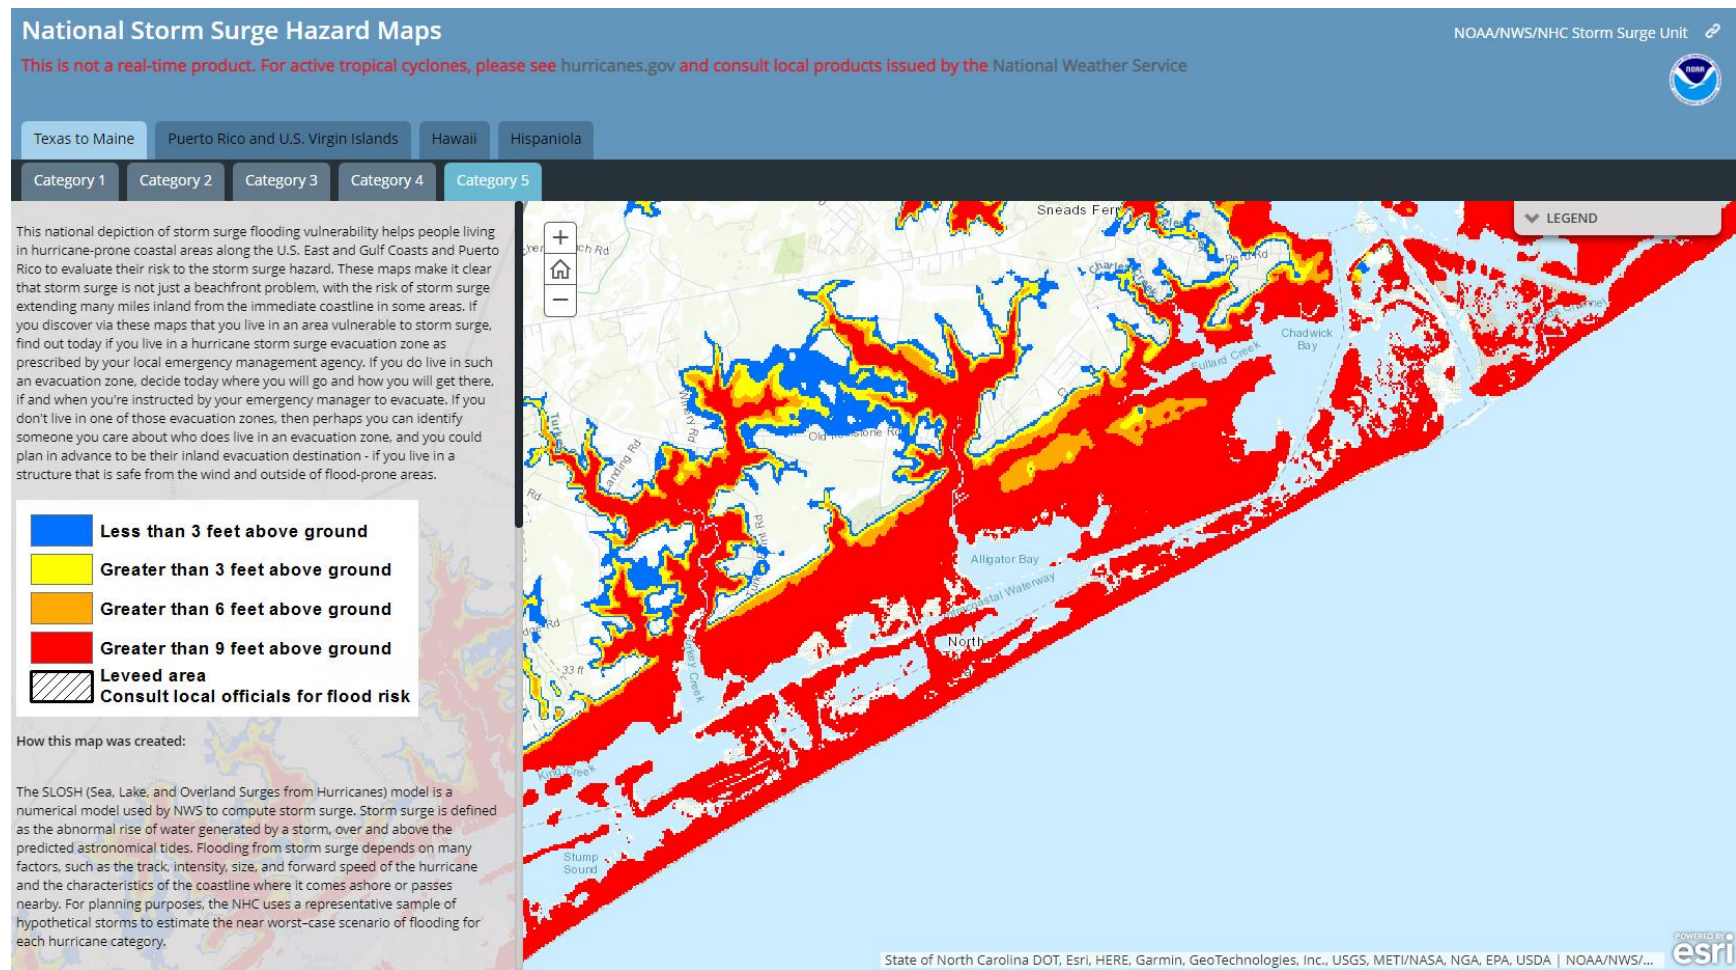 National Storm Surge Hazard Maps
NOAA/NWS/NHC Storm Surge Unit
This is not a real-time product. For active tropical cyclones, please see hurricanes.gov and consult local products issued by the National Weather Service
NOAA
Texas to Maine
Puerto Rico and U.S. Virgin Islands
Hawaii
Hispaniola
Category 1
Category 2
Category 3
Category 4
Category 5
This national depiction of storm surge flooding vulnerability helps people living
in hurricane-prone coastal areas along the U.S. East and Gulf Coasts and Puerto
Rico to evaluate their risk to the storm surge hazard. These maps make it clear
that storm surge is not just a beachfront problem, with the risk of storm surge
extending many miles inland from the immediate coastline in some areas. If
you discover via these maps that you live in an area vulnerable to storm surge,
find out today if you live in a hurricane storm surge evacuation zone as
prescribed by your local emergency management agency. If you do live in such
an evacuation zone, decide today where you will go and how you will get there,
if and when you're instructed by your emergency manager to evacuate. If you
don't live in one of those evacuation zones, then perhaps you can identify
someone you care about who does live in an evacuation zone, and you could
plan in advance to be their inland evacuation destination - if you live in a
structure that is safe from the wind and outside of flood-prone areas.
Less than 3 feet above ground
Greater than 3 feet above ground
Greater than 6 feet above ground
Greater than 9 feet above ground
Leveed area
Consult local officials for flood risk
How this map was created:
The SLOSH (Sea, Lake, and Overland Surges from Hurricanes) model is a
numerical model used by NWS to compute storm surge. Storm surge is defined
as the abnormal rise of water generated by a storm, over and above the
predicted astronomical tides. Flooding from storm surge depends on many
factors, such as the track, intensity, size, and forward speed of the hurricane
and the characteristics of the coastline where it comes ashore or passes
nearby. For planning purposes, the NHC uses a representative sample of
hypothetical storms to estimate the near worst–case scenario of flooding for
each hurricane category.
LEGEND
Sneads
Rd
Chadwick
Bay
Fullard Creek
Landing Rd
Old
Rd
Alligator Bay
Waterway
North
Turkey Creek
33 ft
King Creek
Stump
Sound
State of North Carolina DOT, Esri, HERE, Garmin, GeoTechnologies, Inc., USGS, METI/NASA, NGA, EPA, USDA | NOAA/NWS/...
POWERED BY
esri